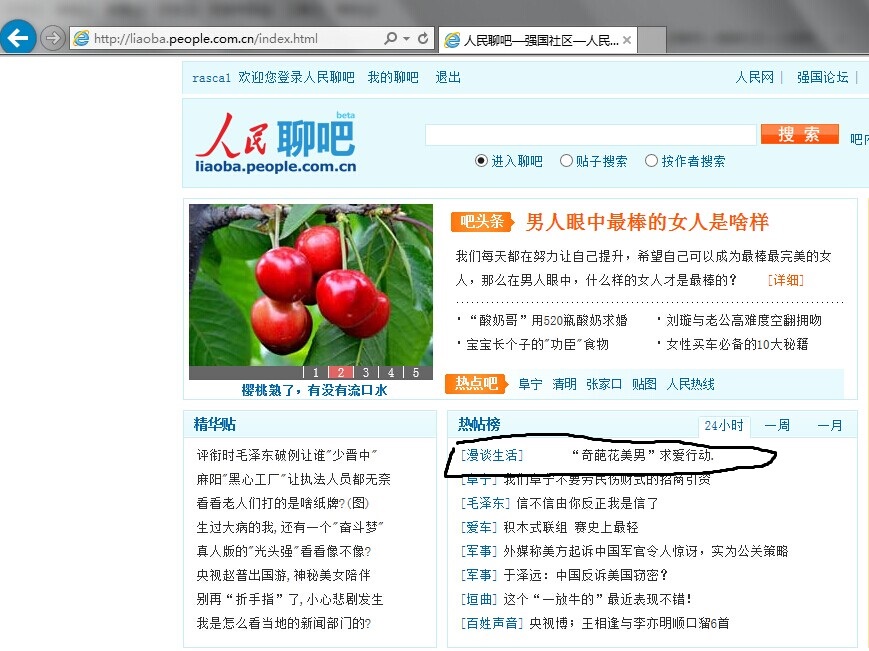 http://liaoba.people.com.cn/index.html
人民聊吧—强国社区—人民...
rascal 欢迎您登录人民聊吧 我的聊吧 退出
人民网 | 强国论坛 |
人民 聊吧 beta
liaoba.people.com.cn
搜 索
吧内
进入聊吧 贴子搜索 按作者搜索
吧头条 男人眼中最棒的女人是啥样
我们每天都在努力让自己提升，希望自己可以成为最棒最完美的女
人，那么在男人眼中，什么样的女人才是最棒的？ [详细]
· “酸奶哥”用520瓶酸奶求婚 · 刘璇与老公高难度空翻拥吻
· 宝宝长个子的"功臣"食物 · 女性买车必备的10大秘籍
1 2 3 4 5
樱桃熟了，有没有流口水
热点吧 阜宁 清明 张家口 贴图 人民热线
精华贴
评衔时毛泽东破例让谁"少晋中"
麻阳"黑心工厂"让执法人员都无奈
看看老人们打的是啥纸牌?(图)
生过大病的我,还有一个"奋斗梦"
真人版的"光头强"看看像不像?
央视赵普出国游,神秘美女陪伴
别再“折手指”了,小心悲剧发生
我是怎么看当地的新闻部门的?
热帖榜 24小时 一周 一月
[漫谈生活] “奇葩花美男”求爱行动.
[阜宁] 我们阜宁不要劳民伤财式的招商引资
[毛泽东] 信不信由你反正我是信了
[爱车] 积木式联组 赛史上最轻
[军事] 外媒称美方起诉中国军官令人惊讶，实为公关策略
[军事] 于泽远：中国反诉美国窃密？
[垣曲] 这个“一放牛的”最近表现不错！
[百姓声音] 央视博：王相逢与李亦明顺口溜6首